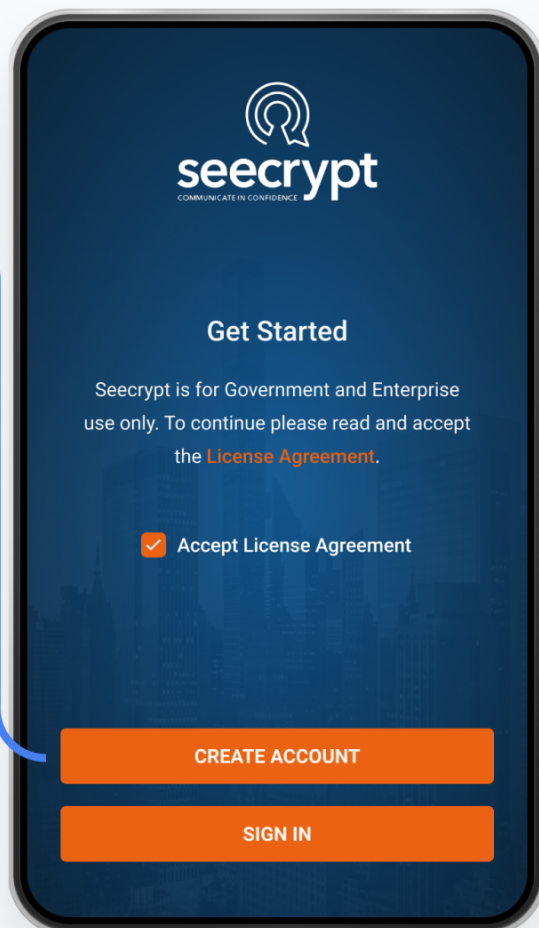 seecrypt
COMMUNICATE IN CONFIDENCE
Get Started
Seecrypt is for Government and Enterprise
use only. To continue please read and accept
the License Agreement.
Accept License Agreement
CREATE ACCOUNT
SIGN IN